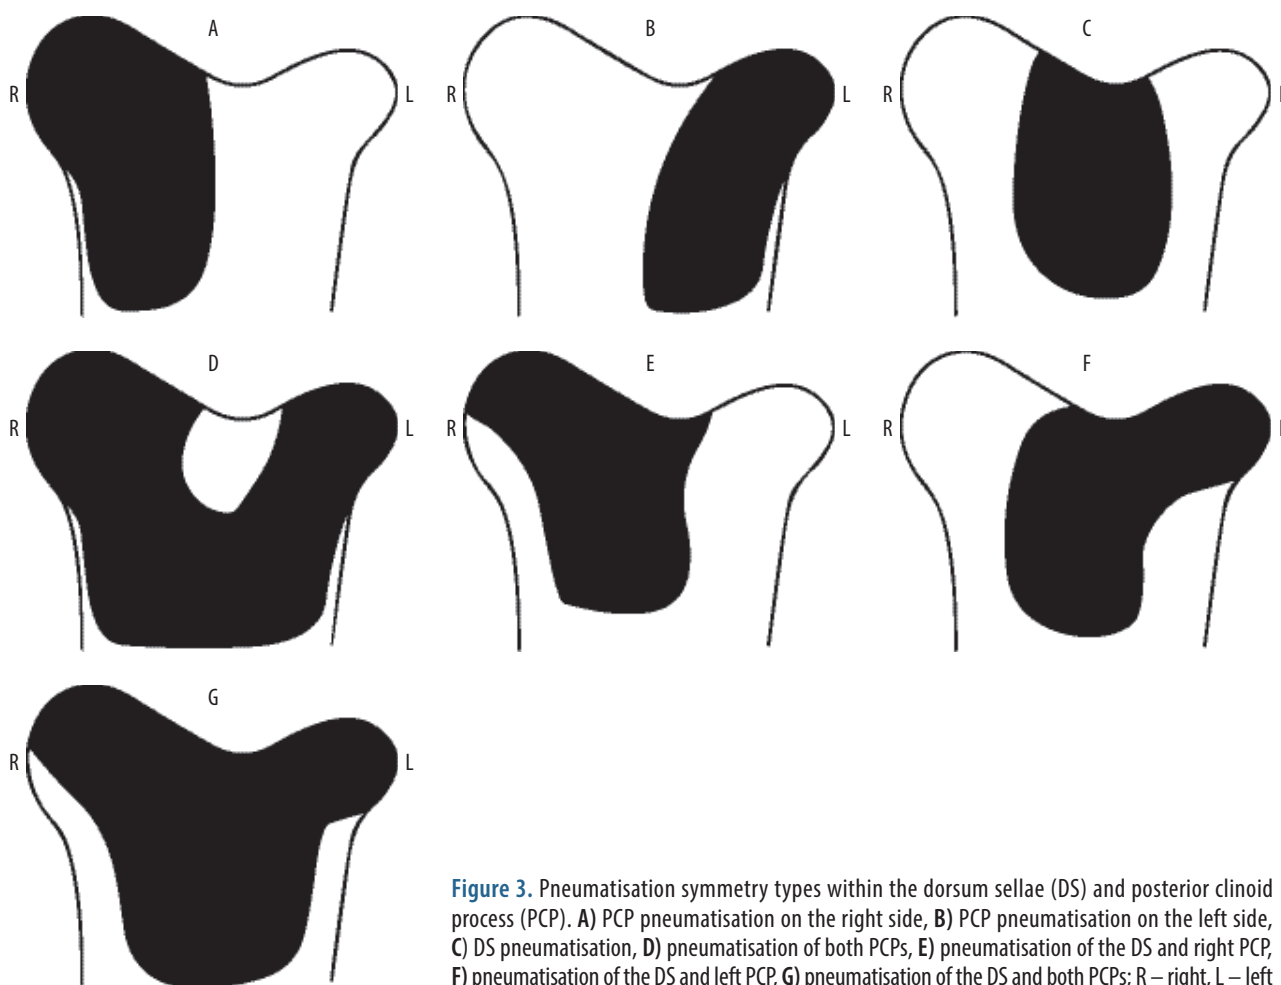 A
B
C
R
L
R
L
R
D
E
F
R
L
R
L
R
G
R
L
Figure 3. Pneumatisation symmetry types within the dorsum sellae (DS) and posterior clinoid
process (PCP). A) PCP pneumatisation on the right side, B) PCP pneumatisation on the left side,
C) DS pneumatisation, D) pneumatisation of both PCPs, E) pneumatisation of the DS and right PCP,
F) pneumatisation of the DS and left PCP, G) pneumatisation of the DS and both PCPs; R – right, L – left